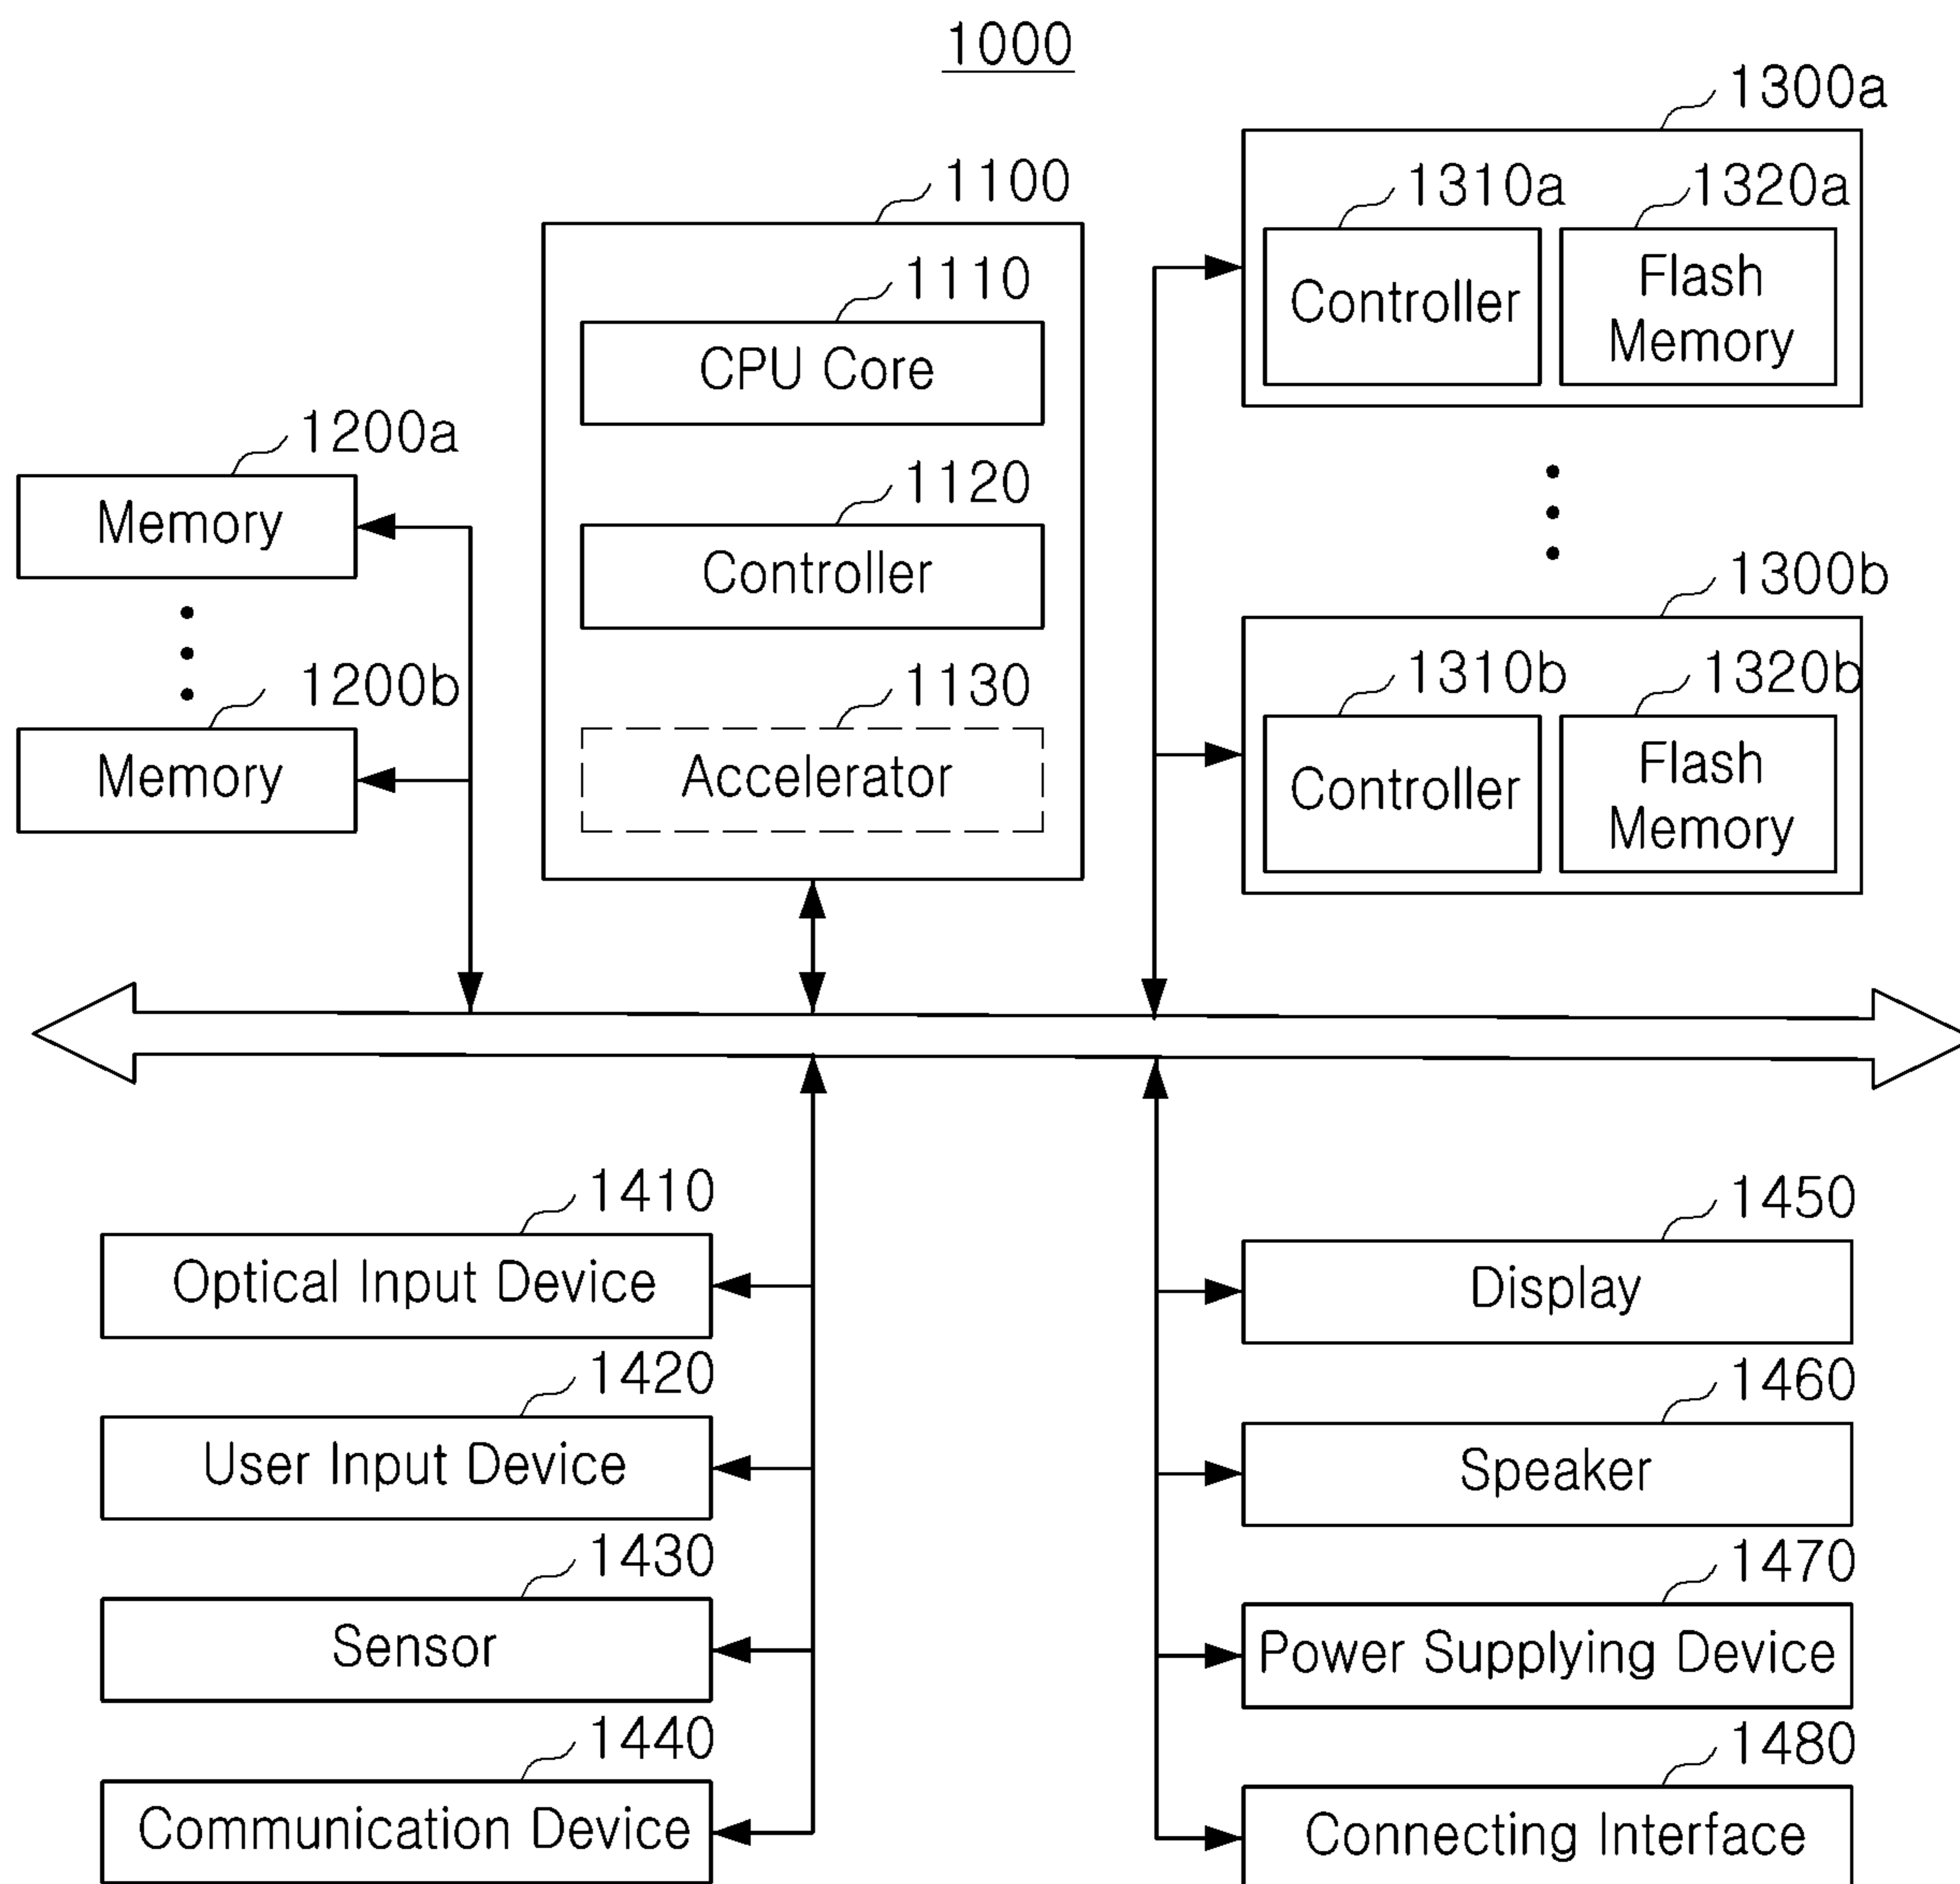 1000
1300a
1310a
1320a
Controller
Flash
Memory
1100
1110
CPU Core
1120
Controller
1130
Accelerator
1200a
Memory
1200b
Memory
1300b
1310b
1320b
Controller
Flash
Memory
1410
Optical Input Device
1420
User Input Device
1430
Sensor
1440
Communication Device
1450
Display
1460
Speaker
1470
Power Supplying Device
1480
Connecting Interface